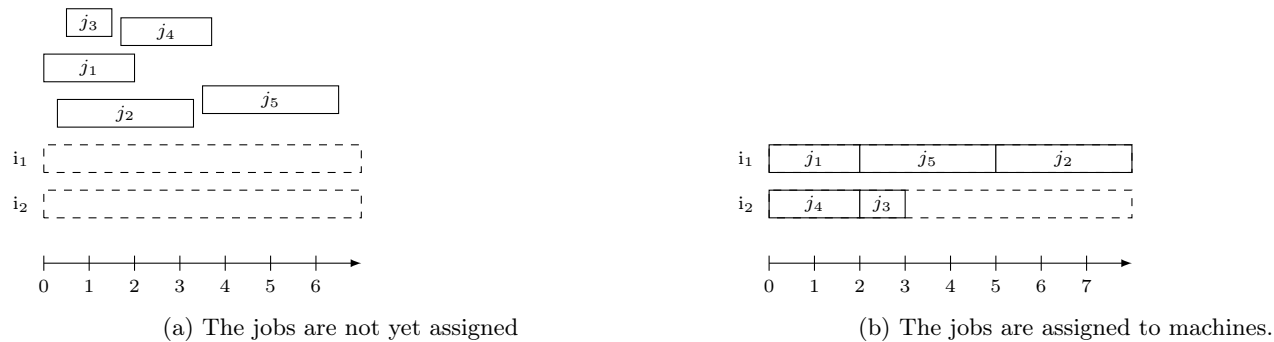 j₃
j₄
j₁
j₅
j₂
i₁
i₂
0 1 2 3 4 5 6
(a) The jobs are not yet assigned
i₁ j₁ j₅ j₂
i₂ j₄ j₃
0 1 2 3 4 5 6 7
(b) The jobs are assigned to machines.